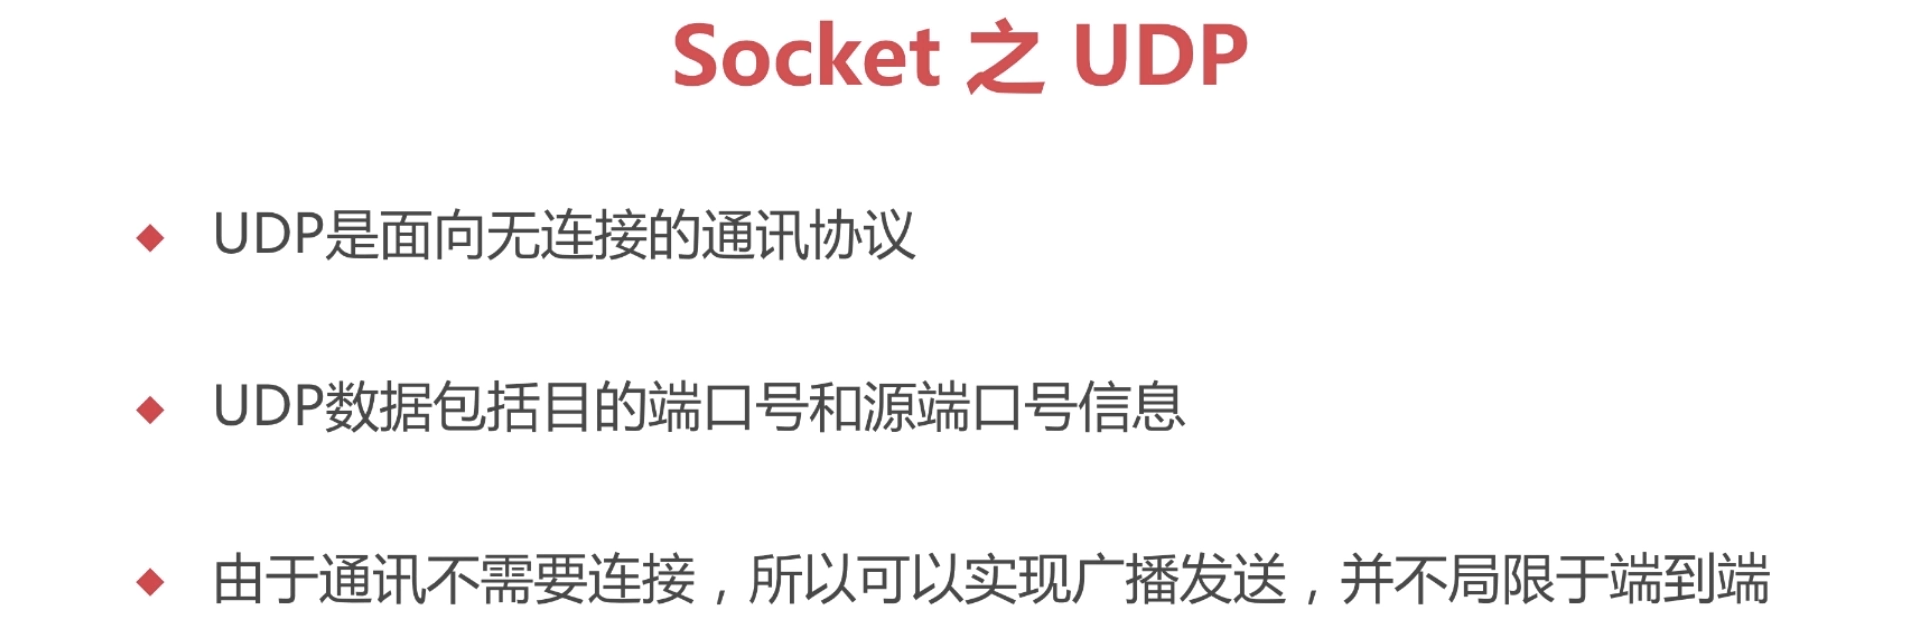 Socket 之 UDP
UDP是面向无连接的通讯协议
UDP数据包括目的端口号和源端口号信息
由于通讯不需要连接，所以可以实现广播发送，并不局限于端到端